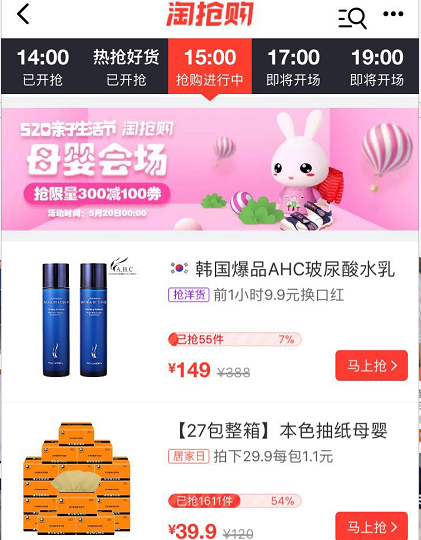 淘抢购
14:00 热抢好货 15:00 17:00 19:00
已开抢 已开抢 抢购进行中 即将开场 即将开场
520亲子生活节 淘抢购
母婴会场
抢限量300减100券
活动时间：5月20日00:00
A.H.C
韩国爆品AHC玻尿酸水乳
抢洋货 前1小时9.9元换口红
已抢55件 7%
¥149 ¥388 马上抢 >
【27包整箱】本色抽纸母婴
居家日 拍下29.9每包1.1元
已抢1611件 54%
¥39.9 ¥120 马上抢 >